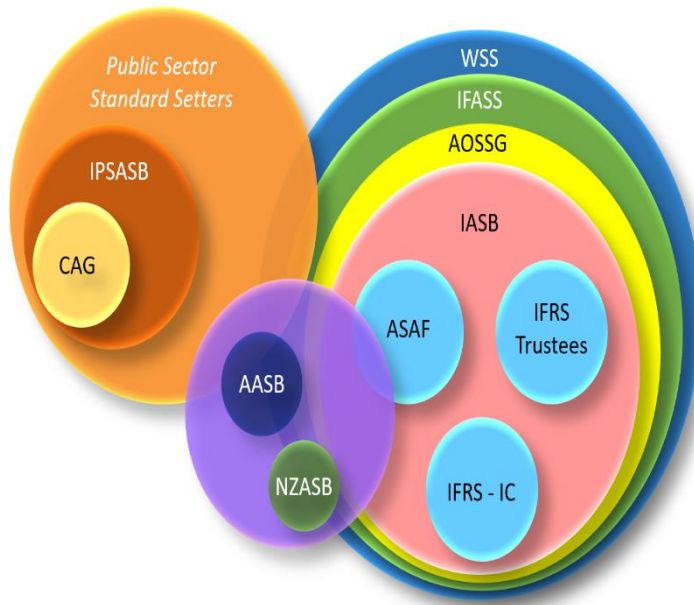 Public Sector
Standard Setters
IPSASB
CAG
WSS
IFASS
AOSSG
IASB
ASAF
IFRS
Trustees
AASB
NZASB
IFRS - IC